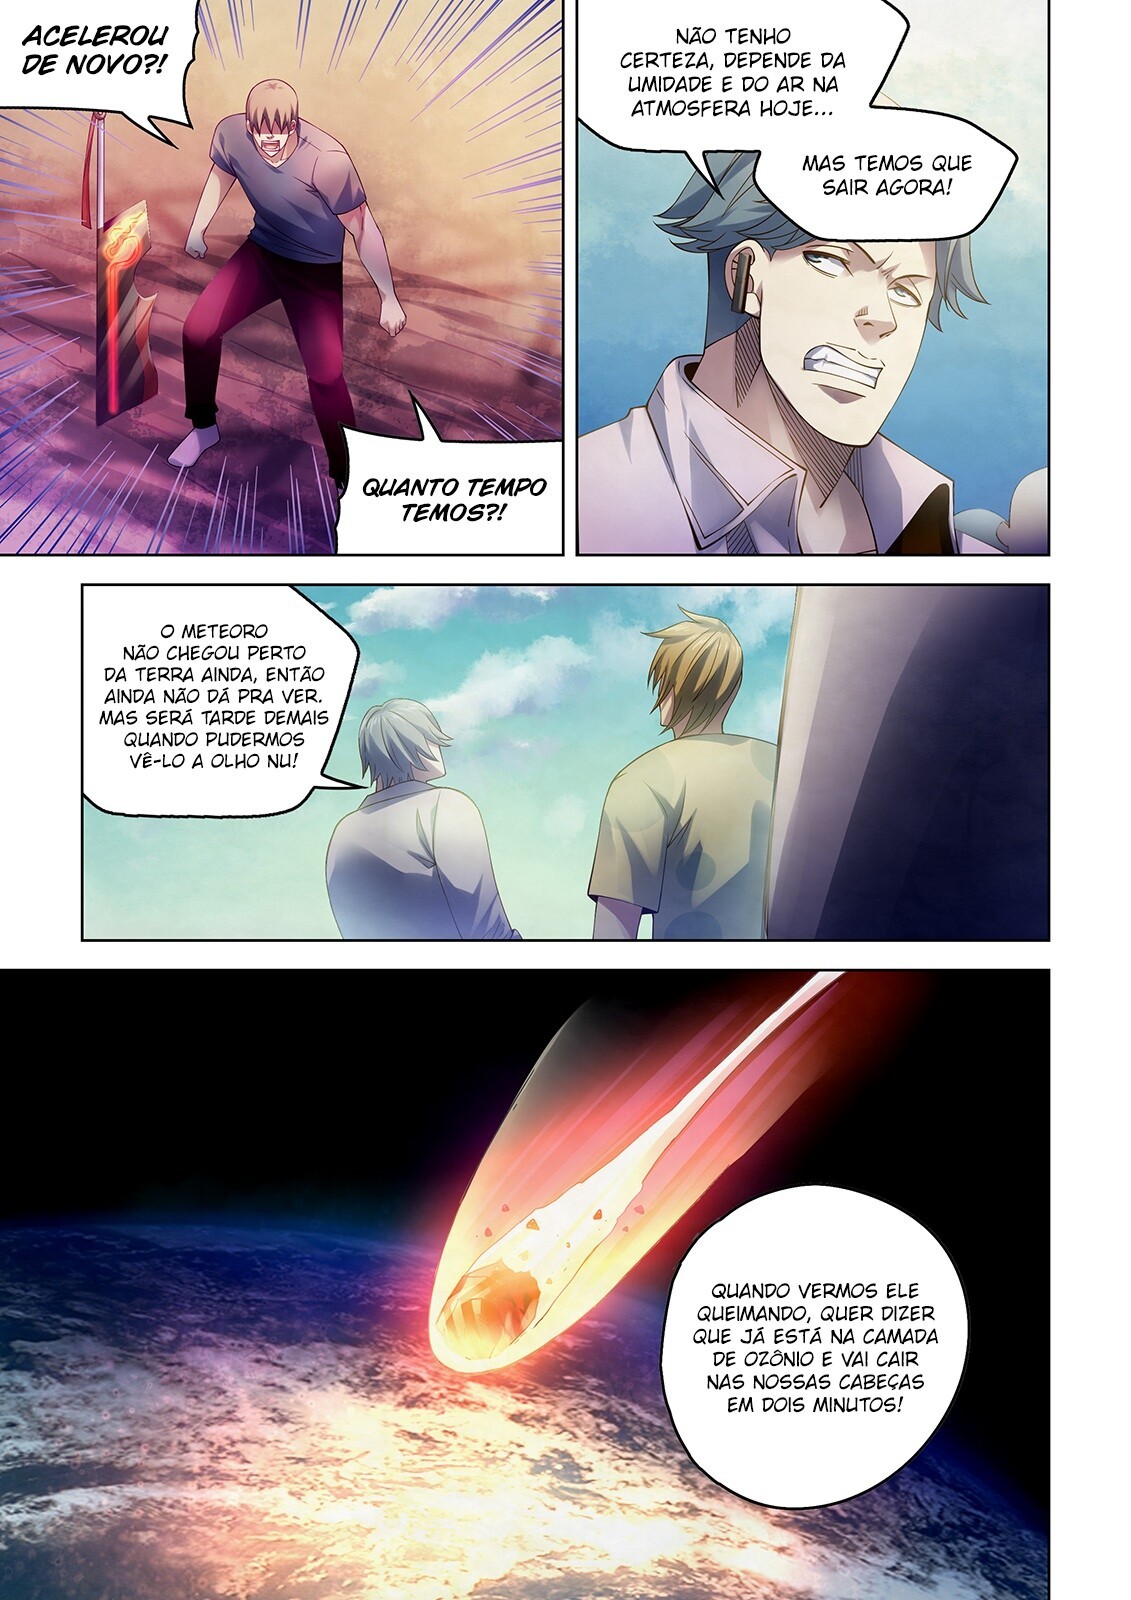 ACELEROU
DE NOVO?!
QUANTO TEMPO
TEMOS?!
NÃO TENHO
CERTEZA, DEPENDE DA
UMIDADE E DO AR NA
ATMOSFERA HOJE...
MAS TEMOS QUE
SAIR AGORA!
O METEORO
NÃO CHEGOU PERTO
DA TERRA AINDA, ENTÃO
AINDA NÃO DÁ PRA VER.
MAS SERÁ TARDE DEMAIS
QUANDO PUDERMOS
VÊ-LO A OLHO NU!
QUANDO VERMOS ELE
QUEIMANDO, QUER DIZER
QUE JÁ ESTÁ NA CAMADA
DE OZÔNIO E VAI CAIR
NAS NOSSAS CABEÇAS
EM DOIS MINUTOS!